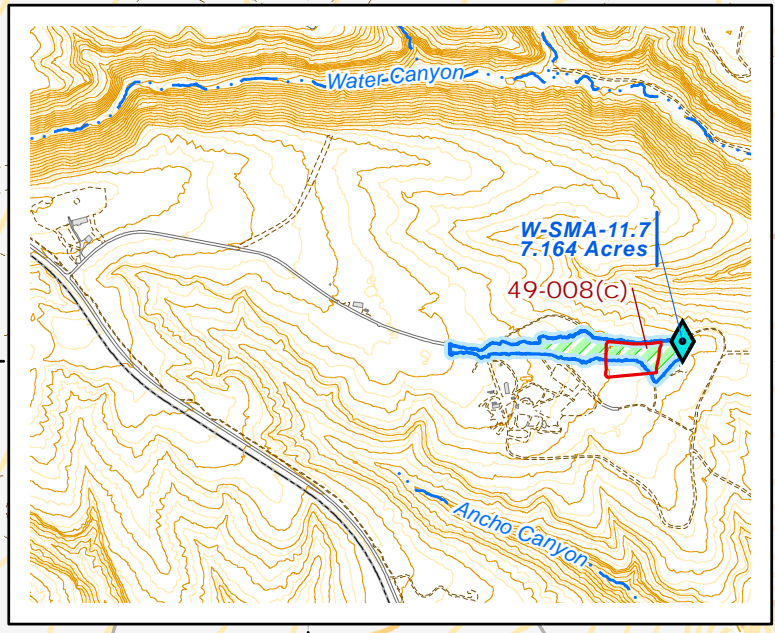 Water Canyon
W-SMA-11.7
7.164 Acres
49-008(c)
Ancho Canyon